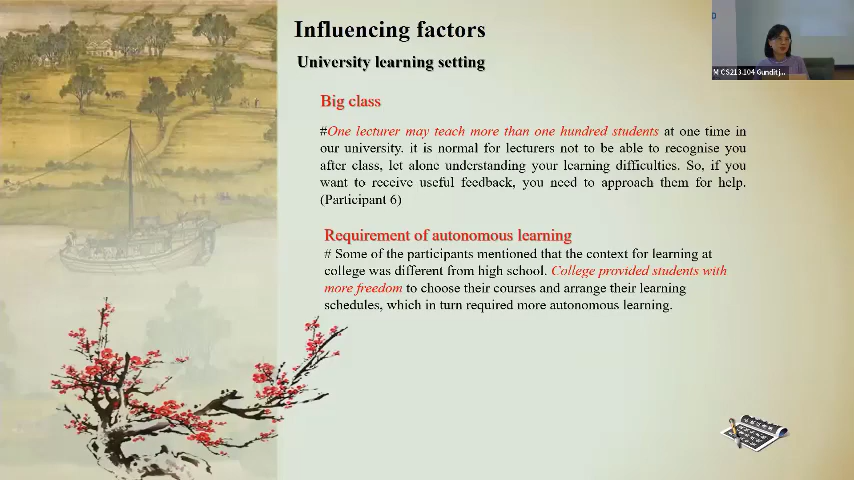 Influencing factors
University learning setting
Big class
#One lecturer may teach more than one hundred students at one time in
our university. it is normal for lecturers not to be able to recognise you
after class, let alone understanding your learning difficulties. So, if you
want to receive useful feedback, you need to approach them for help.
(Participant 6)
Requirement of autonomous learning
# Some of the participants mentioned that the context for learning at
college was different from high school. College provided students with
more freedom to choose their courses and arrange their learning
schedules, which in turn required more autonomous learning.
M CS213.104 Gundit j...